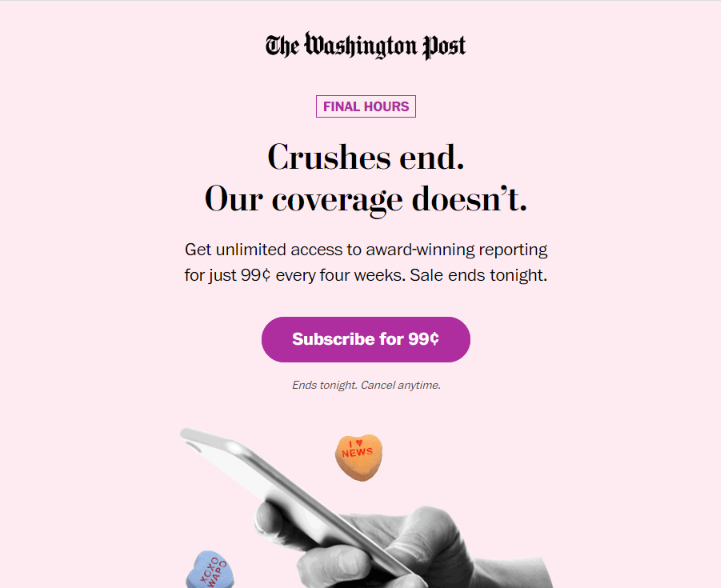 The Washington Post
FINAL HOURS
Crushes end.
Our coverage doesn’t.
Get unlimited access to award-winning reporting
for just 99¢ every four weeks. Sale ends tonight.
Subscribe for 99¢
Ends tonight. Cancel anytime.
I ♥
NEWS
XCXO
WAPO